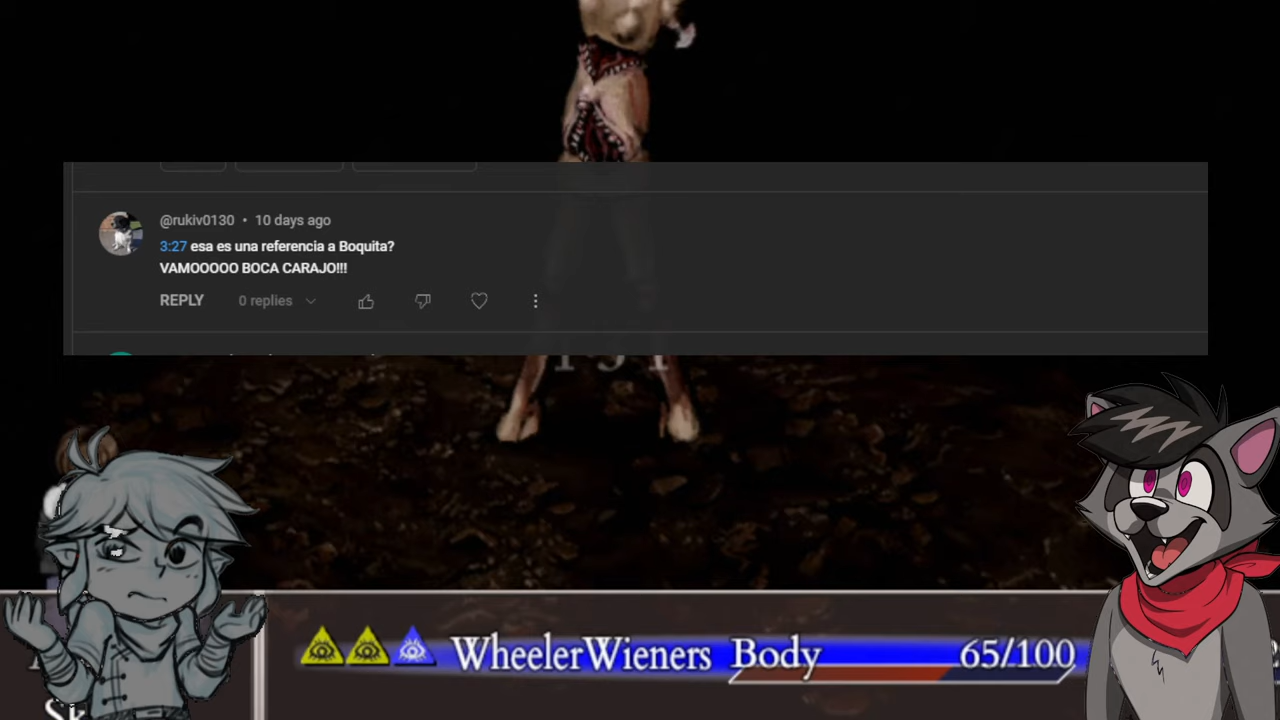 @rukiv0130 • 10 days ago
3:27 esa es una referencia a Boquita?
VAMOOOOO BOCA CARAJO!!!
REPLY 0 replies
WheelerWieners Body 65/100
Sk